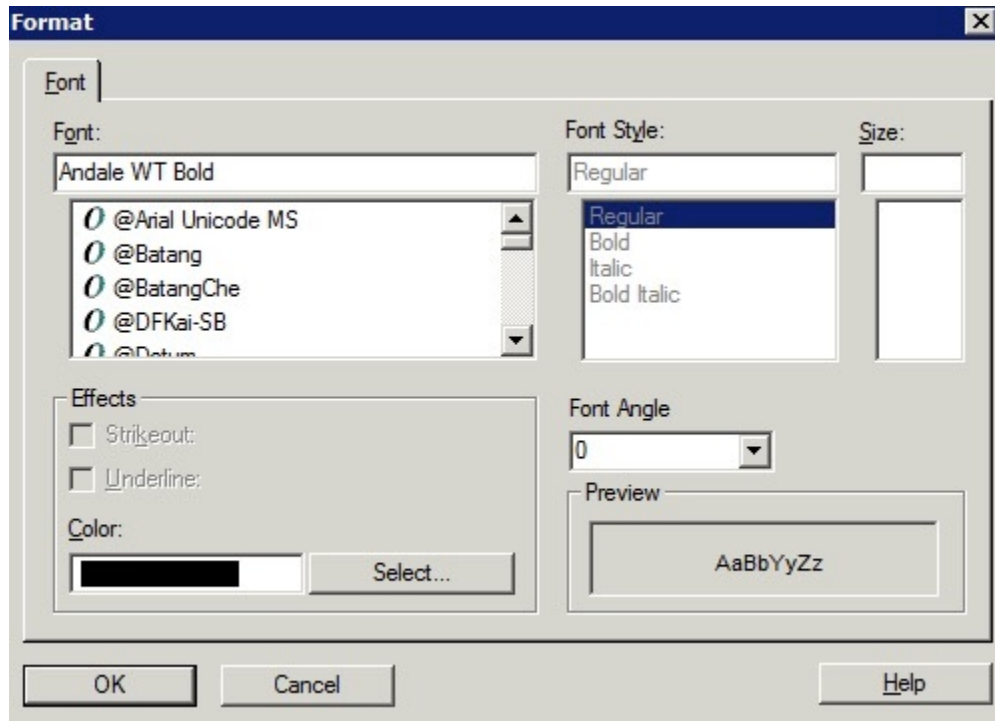 Format
Font
Font:
Font Style:
Size:
Andale WT Bold
Regular
@Arial Unicode MS
@Batang
@BatangChe
@DFKai-SB
Regular
Bold
Italic
Bold Italic
Effects
Strikeout:
Underline:
Color:
Select...
Font Angle
0
Preview
AaBbYyZz
OK
Cancel
Help